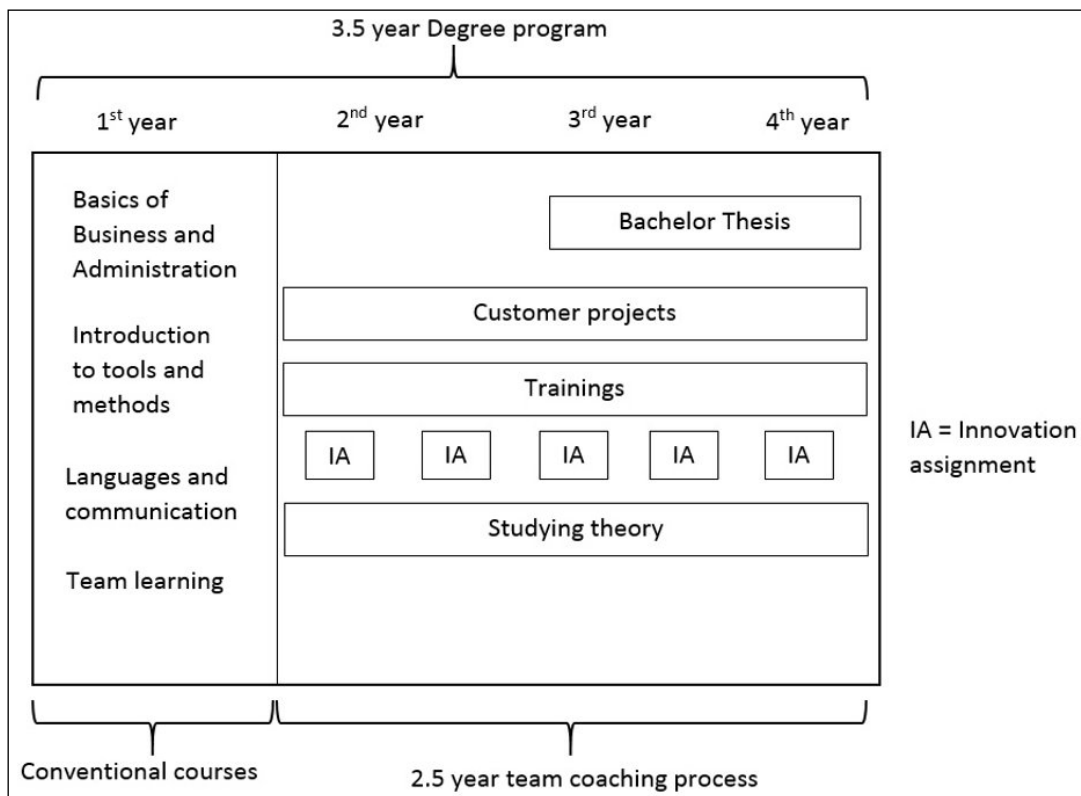 3.5 year Degree program
1st year
2nd year
3rd year
4th year
Basics of
Business and
Administration
Introduction
to tools and
methods
Languages and
communication
Team learning
Bachelor Thesis
Customer projects
Trainings
IA
IA
IA
IA
IA
Studying theory
IA = Innovation
assignment
Conventional courses
2.5 year team coaching process